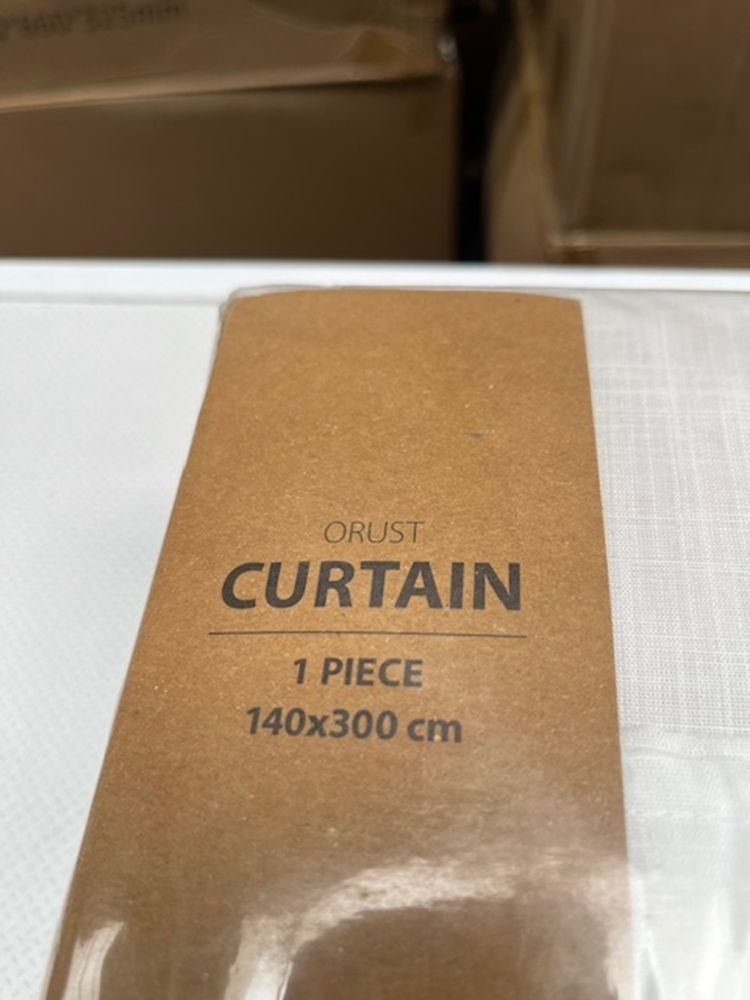 ORUST
CURTAIN
1 PIECE
140x300 cm